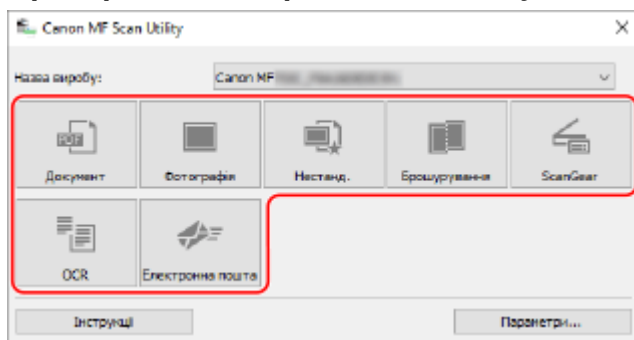 Canon MF Scan Utility
Назва виробу: Canon MF
PDF
Документ Фотографія Нестанд. Брошурування ScanGear
OCR Електронна пошта
Інструкції Параметри...